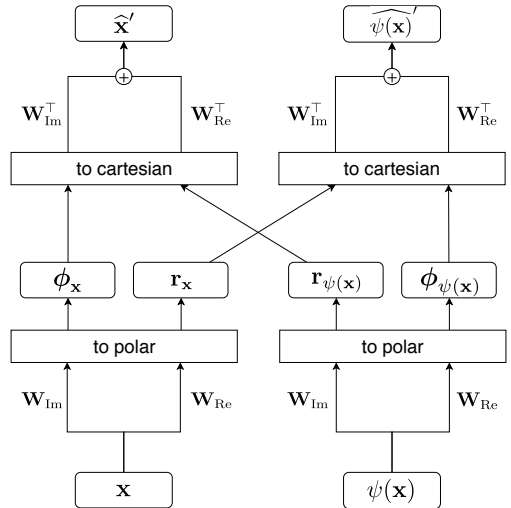 x̂′ \widehat{ψ(x)}′
+ +
W_Im^⊤ W_Re^⊤ W_Im^⊤ W_Re^⊤
to cartesian to cartesian
ϕ_x r_x r_ψ(x) ϕ_ψ(x)
to polar to polar
W_Im W_Re W_Im W_Re
x ψ(x)